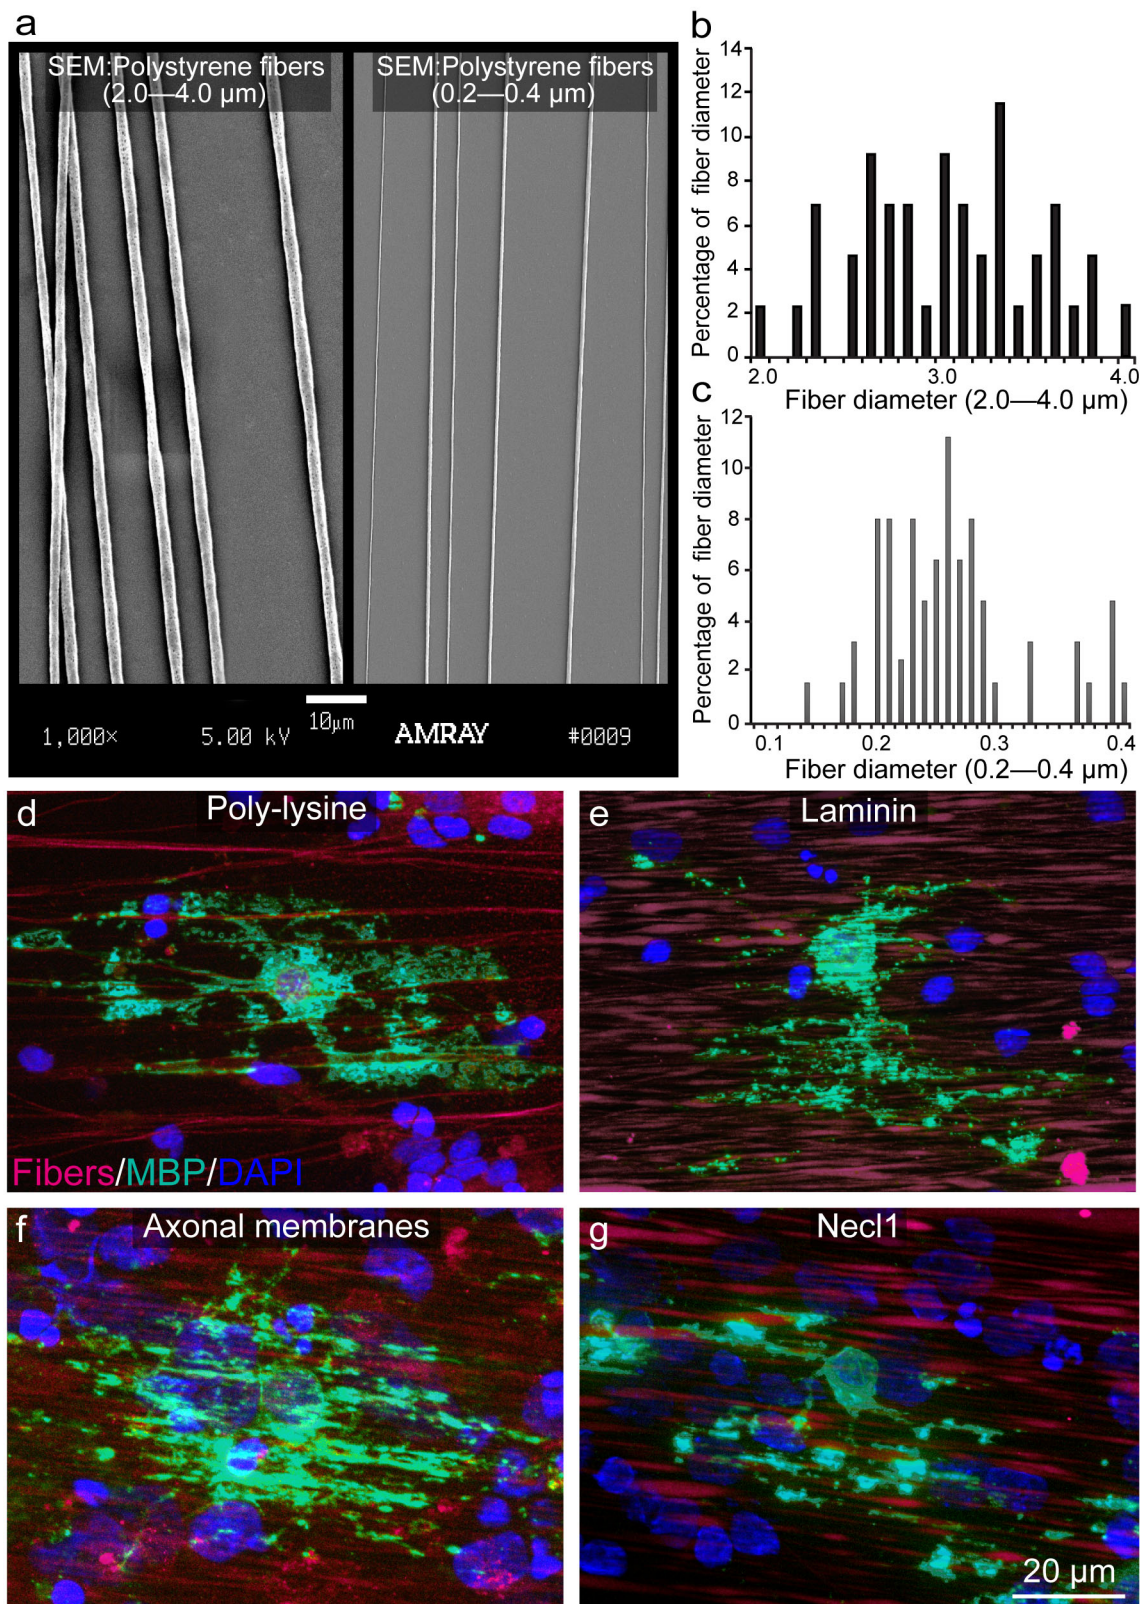 a
SEM:Polystyrene fibers
(2.0—4.0 µm)
SEM:Polystyrene fibers
(0.2—0.4 µm)
1,000×
5.00 kV
10µm
AMRAY
#0009
b
Percentage of fiber diameter
14
12
10
8
6
4
2
0
2.0
3.0
4.0
Fiber diameter (2.0—4.0 µm)
c
Percentage of fiber diameter
12
10
8
6
4
2
0
0.1
0.2
0.3
0.4
Fiber diameter (0.2—0.4 µm)
d
Poly-lysine
Fibers/MBP/DAPI
e
Laminin
f
Axonal membranes
g
Necl1
20 µm